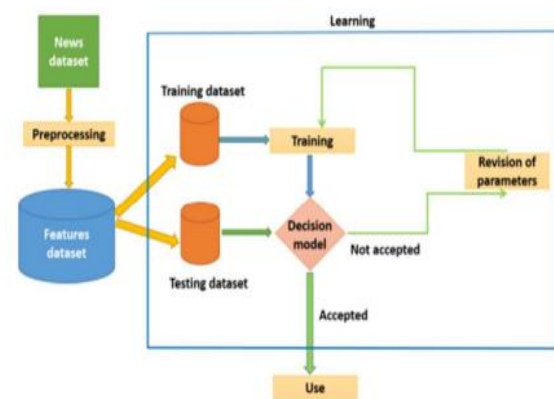 Learning
News
dataset
Preprocessing
Features
dataset
Training dataset
Training
Testing dataset
Decision
model
Not accepted
Revision of
parameters
Accepted
Use